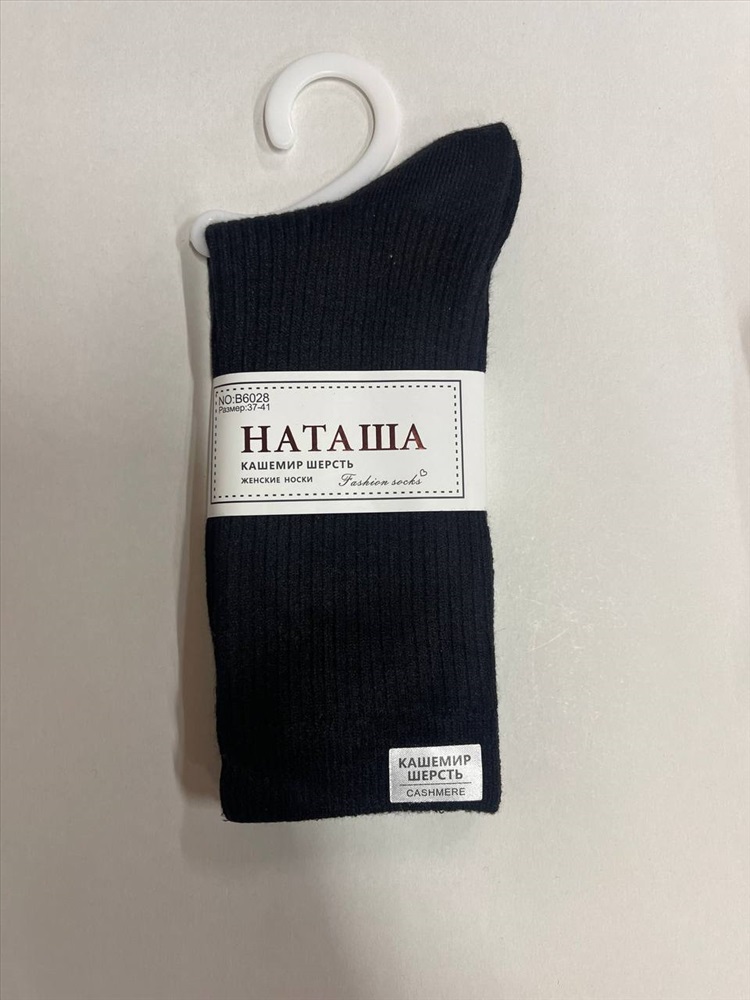 NO:B6028
Размер:37-41
НАТАША
КАШЕМИР ШЕРСТЬ
ЖЕНСКИЕ НОСКИ Fashion socks
КАШЕМИР
ШЕРСТЬ
CASHMERE